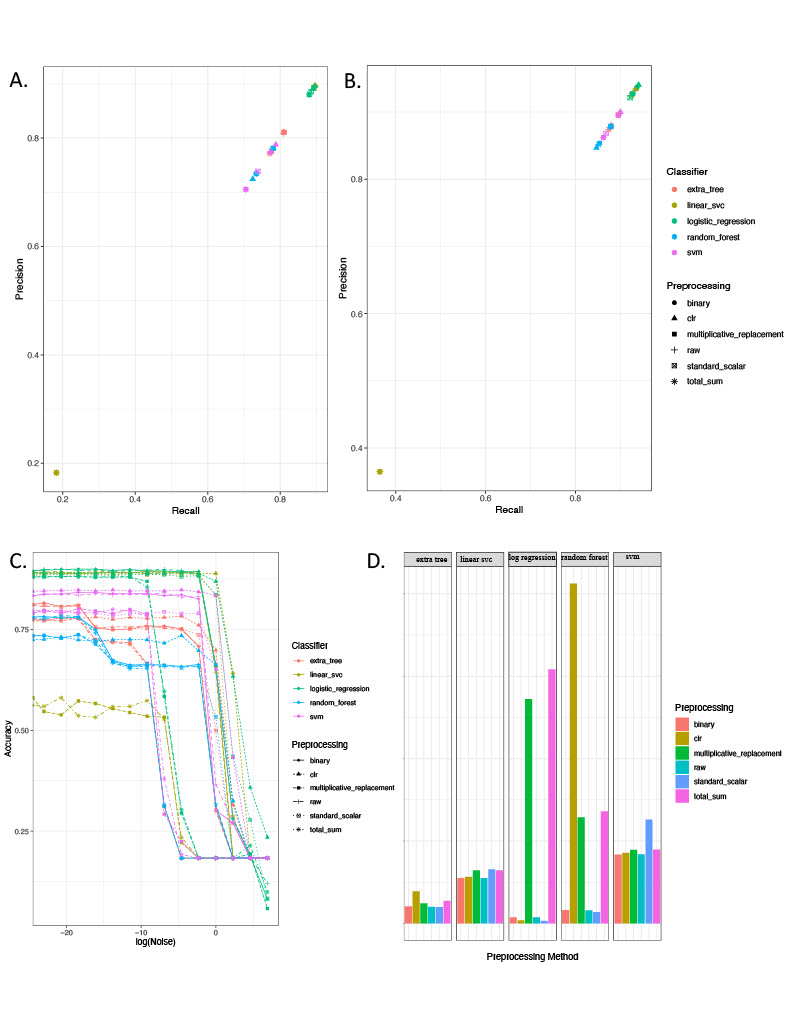 A.
0.8
0.6
0.4
0.2
Precision
0.2
0.4
0.6
0.8
Recall
B.
0.8
0.6
0.4
Precision
0.4
0.6
0.8
Recall
Classifier
extra_tree
linear_svc
logistic_regression
random_forest
svm
Preprocessing
binary
clr
multiplicative_replacement
raw
standard_scalar
total_sum
C.
0.75
0.50
0.25
Accuracy
−20
−10
0
log(Noise)
Classifier
extra_tree
linear_svc
logistic_regression
random_forest
svm
Preprocessing
binary
clr
multiplicative_replacement
raw
standard_scalar
total_sum
D.
extra tree
linear svc
log regression
random forest
svm
Preprocessing Method
Preprocessing
binary
clr
multiplicative_replacement
raw
standard_scalar
total_sum